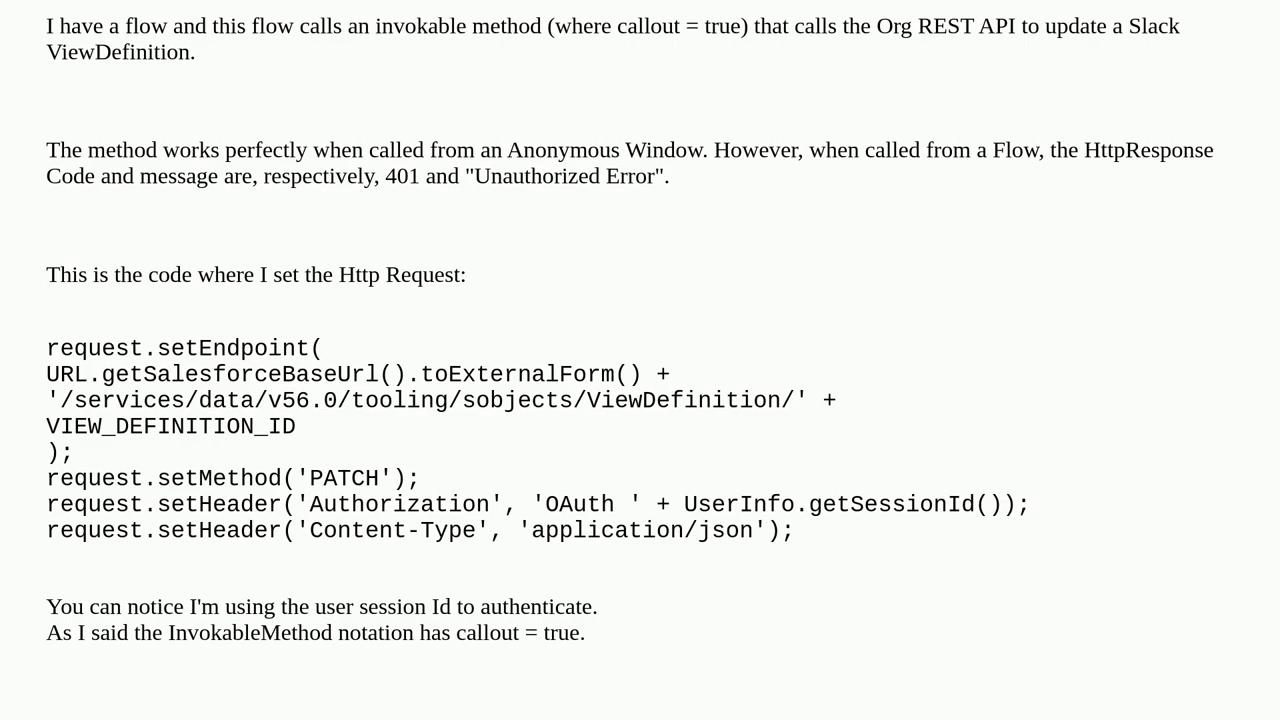 I have a flow and this flow calls an invokable method (where callout = true) that calls the Org REST API to update a Slack
ViewDefinition.
The method works perfectly when called from an Anonymous Window. However, when called from a Flow, the HttpResponse
Code and message are, respectively, 401 and "Unauthorized Error".
This is the code where I set the Http Request:
request.setEndpoint(
URL.getSalesforceBaseUrl().toExternalForm() +
'/services/data/v56.0/tooling/sobjects/ViewDefinition/' +
VIEW_DEFINITION_ID
);
request.setMethod('PATCH');
request.setHeader('Authorization', 'OAuth ' + UserInfo.getSessionId());
request.setHeader('Content-Type', 'application/json');
You can notice I'm using the user session Id to authenticate.
As I said the InvokableMethod notation has callout = true.